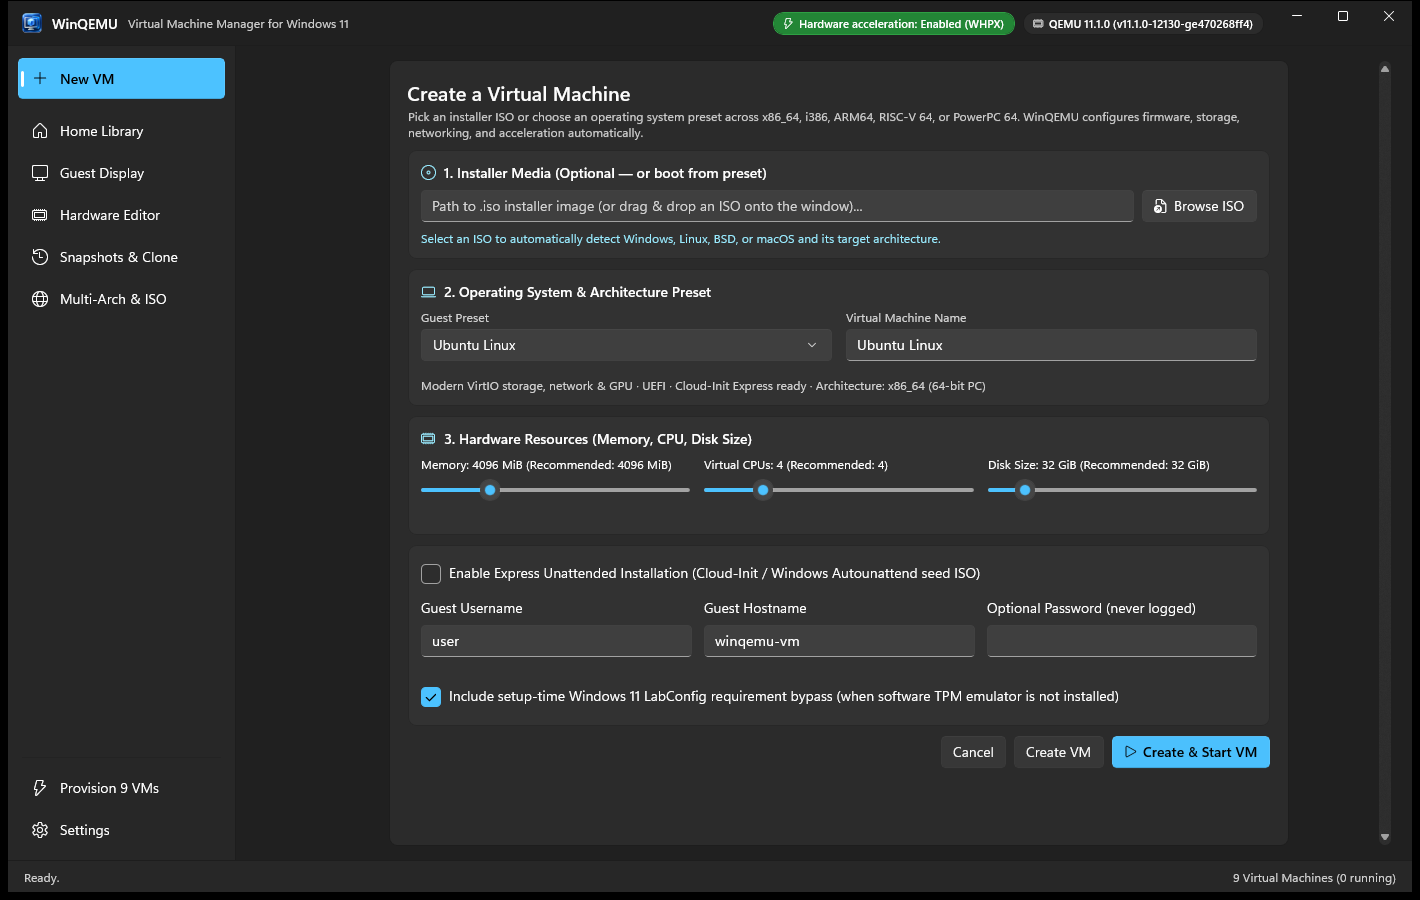 WinQEMU Virtual Machine Manager for Windows 11
Hardware acceleration: Enabled (WHPX)
QEMU 11.1.0 (v11.1.0-12130-ge470268ff4)
New VM
Home Library
Guest Display
Hardware Editor
Snapshots & Clone
Multi-Arch & ISO
Provision 9 VMs
Settings
Create a Virtual Machine
Pick an installer ISO or choose an operating system preset across x86_64, i386, ARM64, RISC-V 64, or PowerPC 64. WinQEMU configures firmware, storage,
networking, and acceleration automatically.
1. Installer Media (Optional — or boot from preset)
Path to .iso installer image (or drag & drop an ISO onto the window)...
Browse ISO
Select an ISO to automatically detect Windows, Linux, BSD, or macOS and its target architecture.
2. Operating System & Architecture Preset
Guest Preset
Virtual Machine Name
Ubuntu Linux
Ubuntu Linux
Modern VirtIO storage, network & GPU · UEFI · Cloud-Init Express ready · Architecture: x86_64 (64-bit PC)
3. Hardware Resources (Memory, CPU, Disk Size)
Memory: 4096 MiB (Recommended: 4096 MiB)
Virtual CPUs: 4 (Recommended: 4)
Disk Size: 32 GiB (Recommended: 32 GiB)
Enable Express Unattended Installation (Cloud-Init / Windows Autounattend seed ISO)
Guest Username
Guest Hostname
Optional Password (never logged)
user
winqemu-vm
Include setup-time Windows 11 LabConfig requirement bypass (when software TPM emulator is not installed)
Cancel
Create VM
Create & Start VM
Ready.
9 Virtual Machines (0 running)